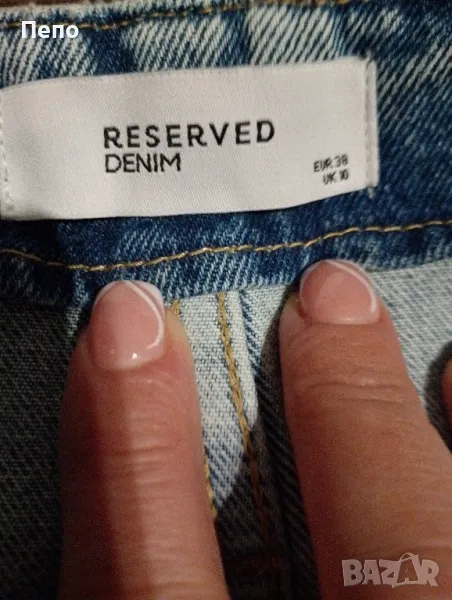 Пепо
RESERVED
DENIM
EUR.38
UK 10
BAZAR